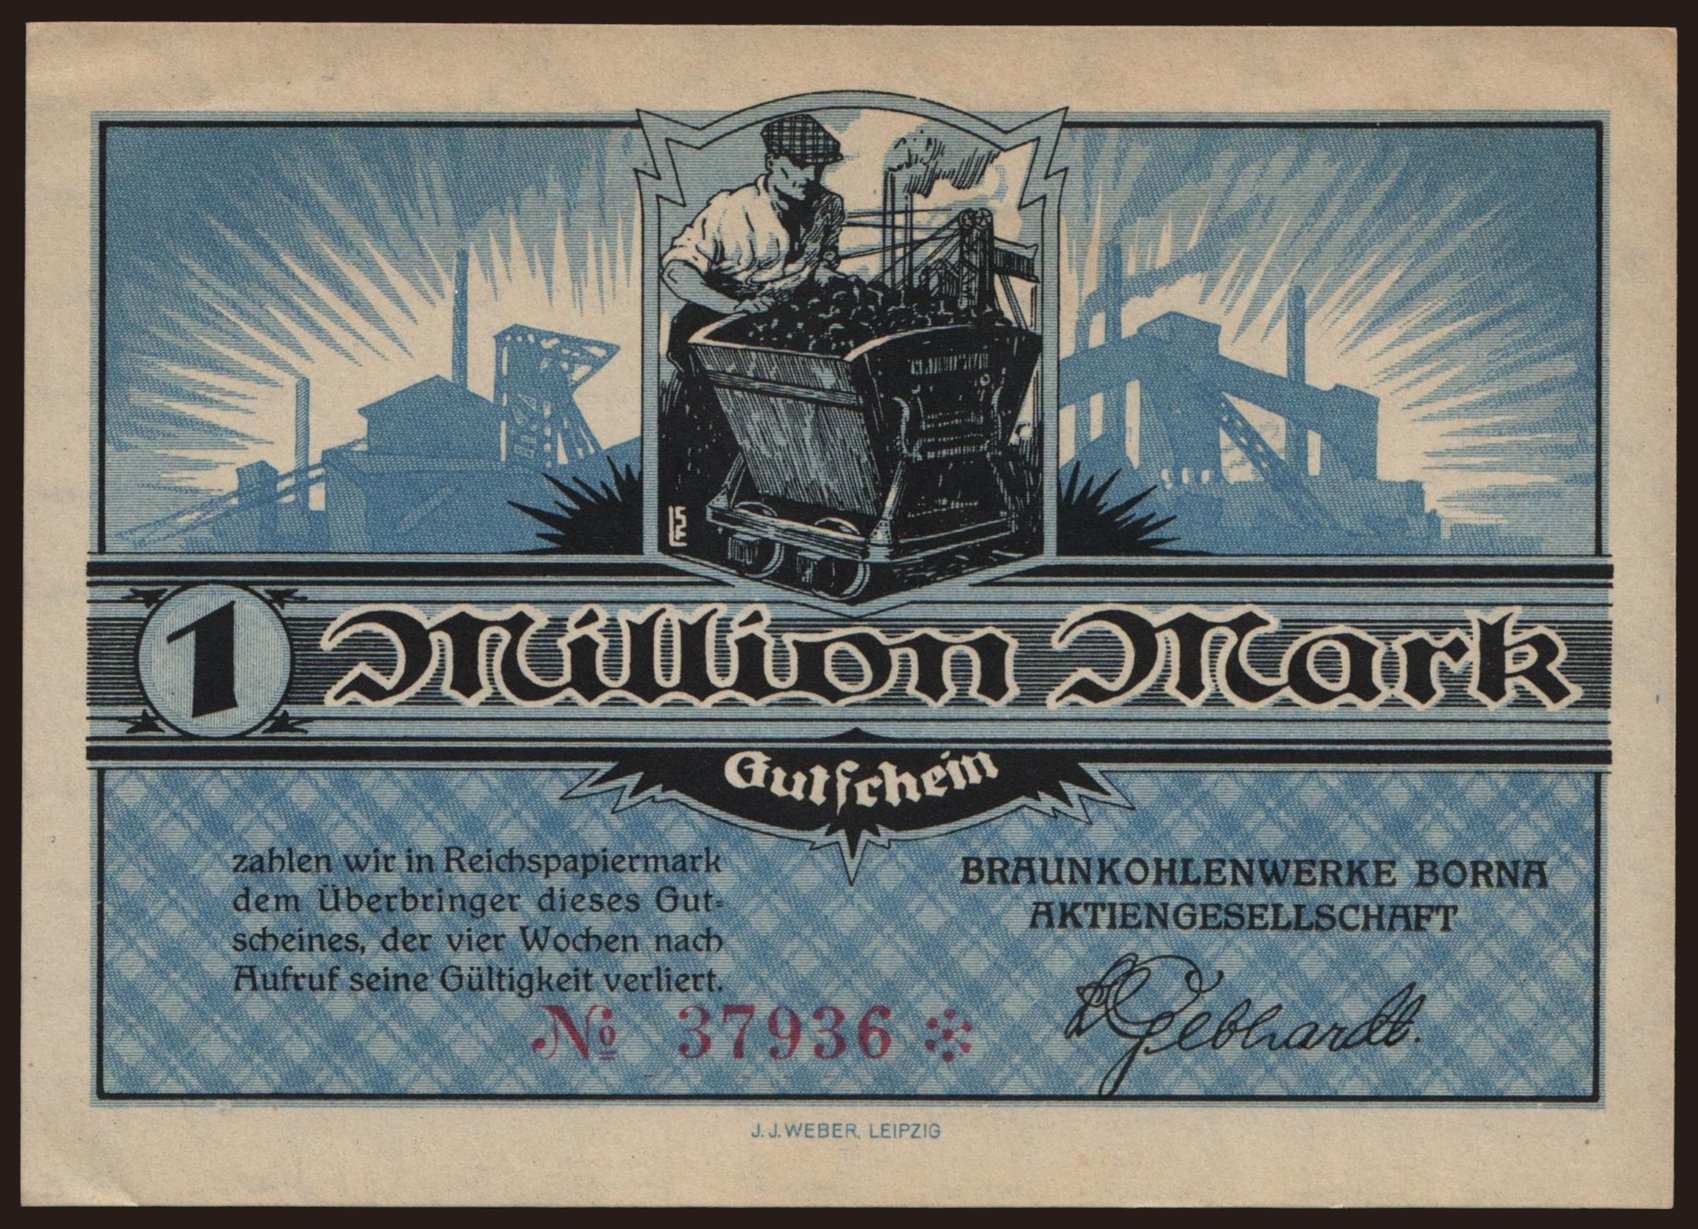 1 Million Mark
Gutschein
zahlen wir in Reichspapiermark
dem Überbringer dieses Gut=
scheines, der vier Wochen nach
Aufruf seine Gültigkeit verliert.
BRAUNKOHLENWERKE BORNA
AKTIENGESELLSCHAFT
Gebhardt.
№ 37936
J. J. WEBER, LEIPZIG